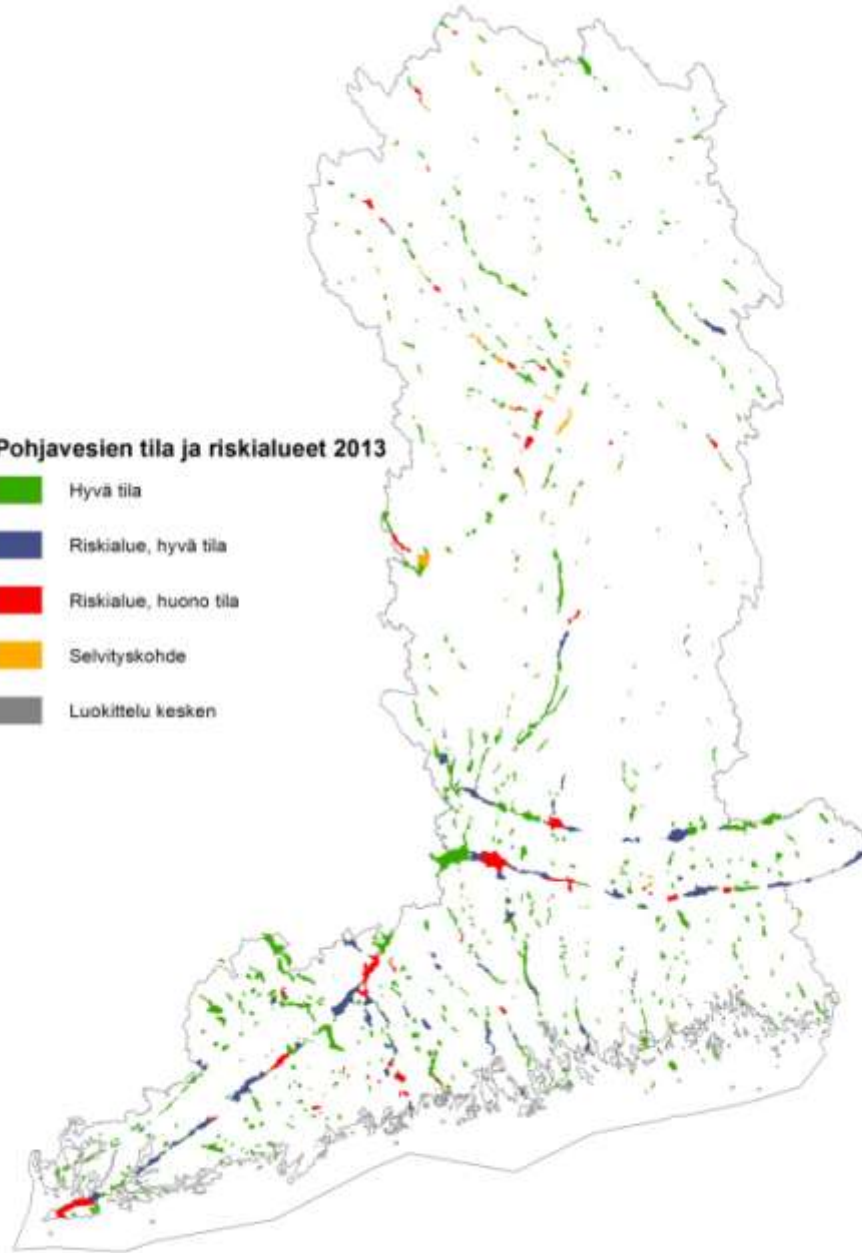 Pohjavesien tila ja riskialueet 2013
Hyvä tila
Riskialue, hyvä tila
Riskialue, huono tila
Selvityskohde
Luokittelu kesken